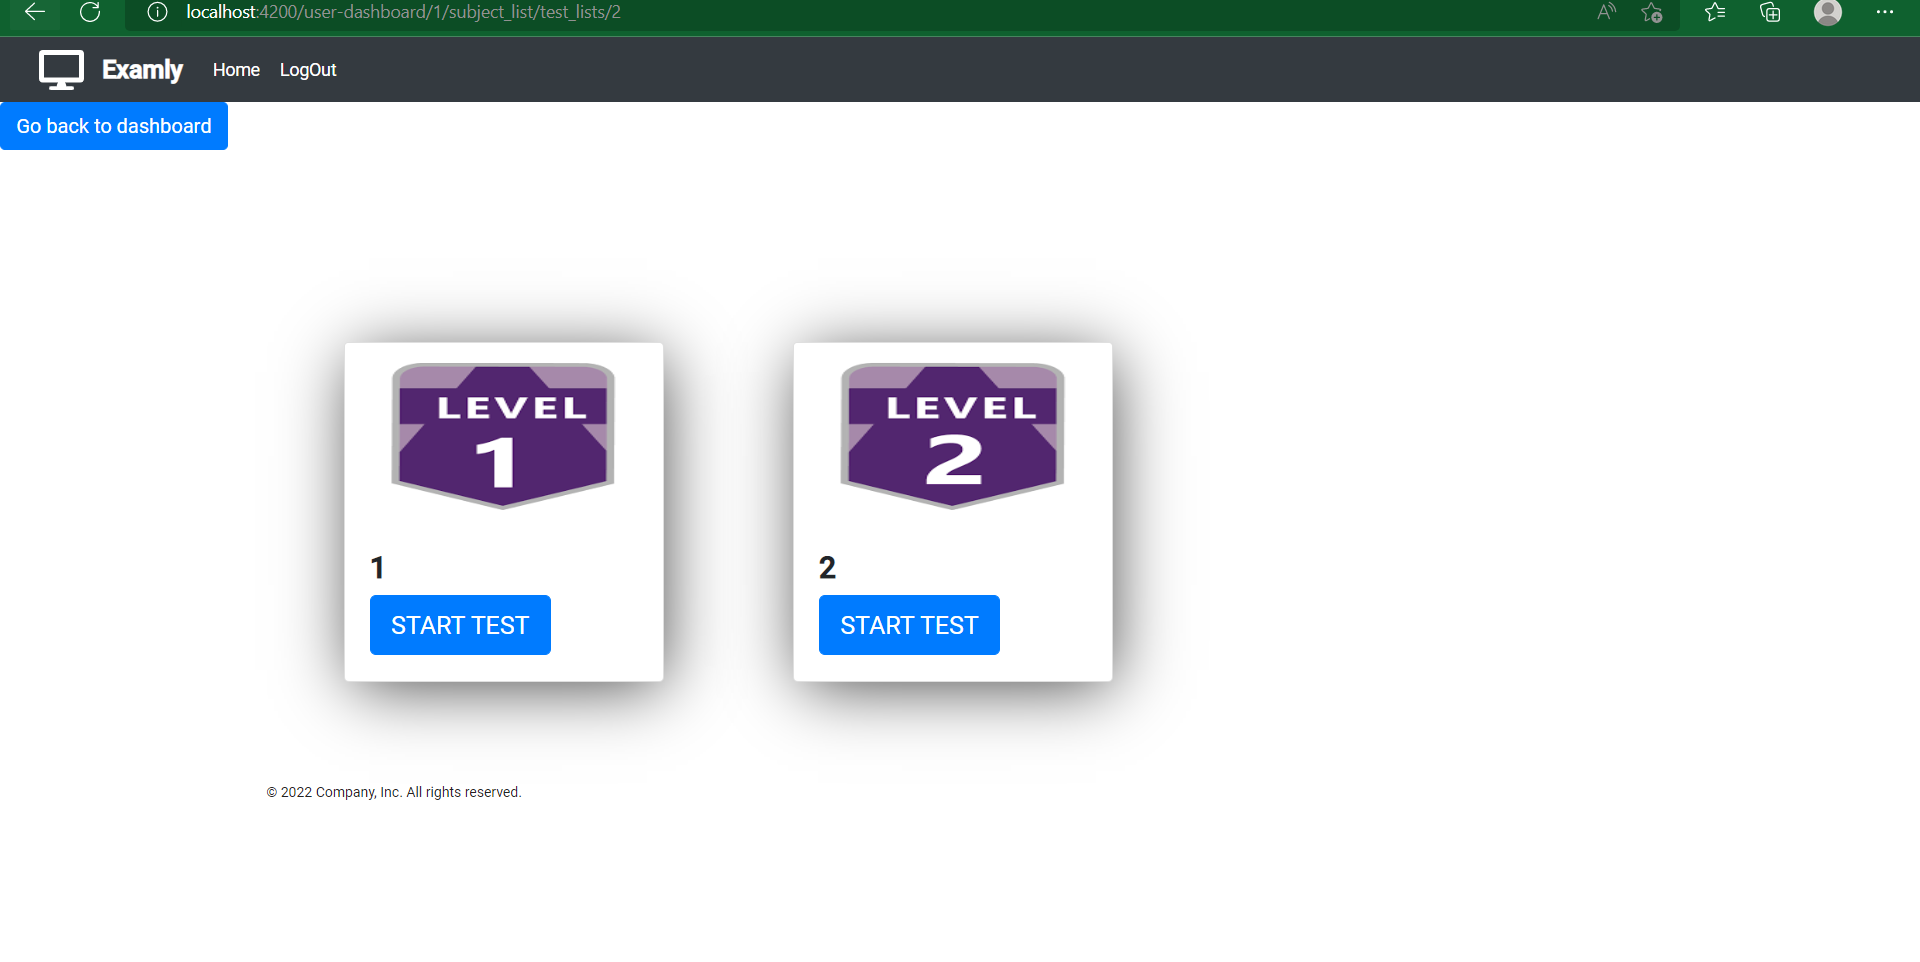 localhost:4200/user-dashboard/1/subject_list/test_lists/2
Examly Home LogOut
Go back to dashboard
LEVEL
1
LEVEL
2
1
2
START TEST
START TEST
© 2022 Company, Inc. All rights reserved.